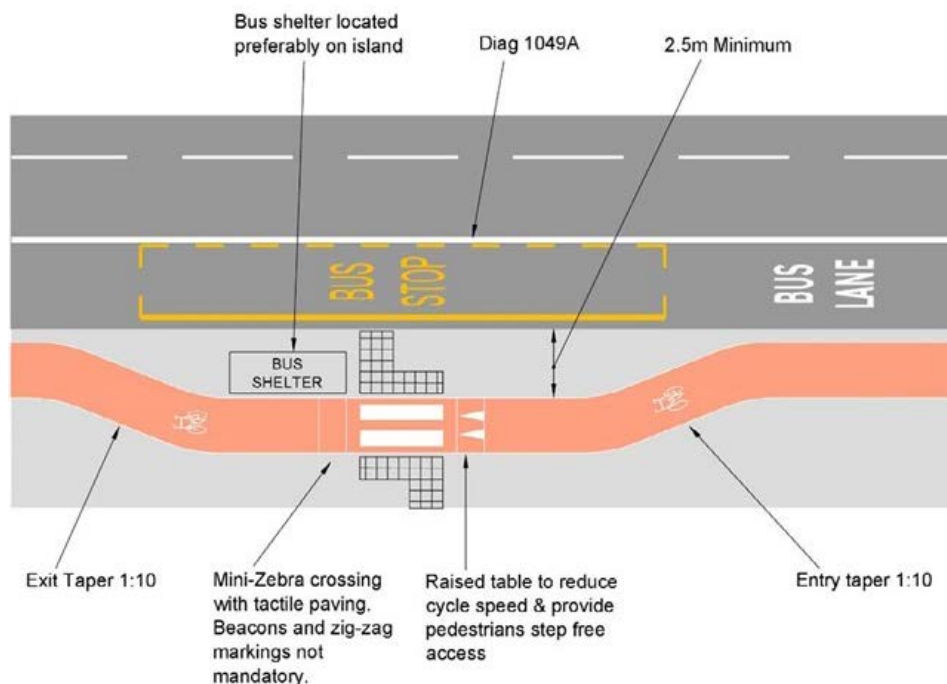 Bus shelter located
preferably on island
Diag 1049A
2.5m Minimum
BUS
STOP
BUS
LANE
BUS
SHELTER
Exit Taper 1:10
Mini-Zebra crossing
with tactile paving.
Beacons and zig-zag
markings not
mandatory.
Raised table to reduce
cycle speed & provide
pedestrians step free
access
Entry taper 1:10